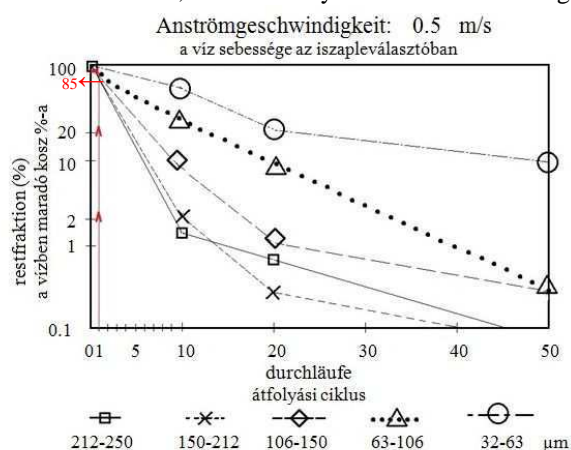 Anströmgeschwindigkeit: 0.5 m/s
a víz sebessége az iszapleválasztóban
restfraktion (%)
a vízben maradó kosz %-a
100
85
20
10
2
1
0.1
0 1 5 10 20 30 40 50
durchläufe
átfolyási ciklus
212-250 150-212 106-150 63-106 32-63 µm